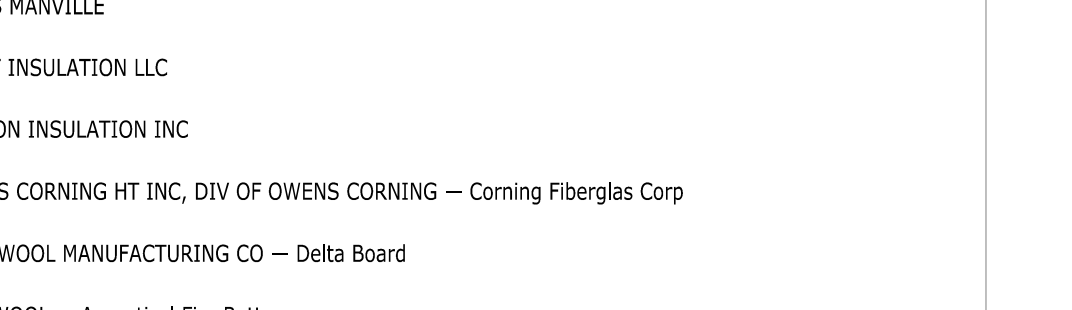 MANVILLE
INSULATION LLC
ON INSULATION INC
S CORNING HT INC, DIV OF OWENS CORNING — Corning Fiberglas Corp
WOOL MANUFACTURING CO — Delta Board